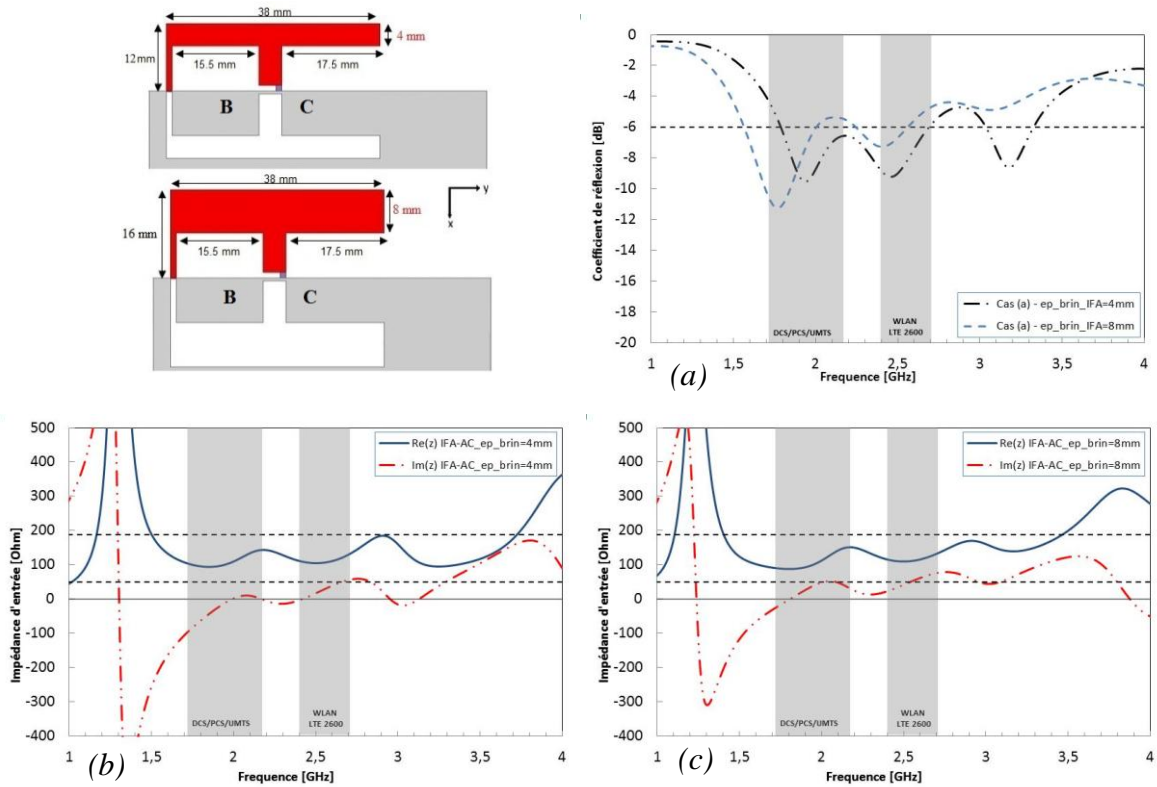 38 mm
4 mm
12mm
15.5 mm
17.5 mm
B
C
38 mm
8 mm
16 mm
15.5 mm
17.5 mm
B
C
y
x
Coefficient de réflexion [dB]
0
-2
-4
-6
-8
-10
-12
-14
-16
-18
-20
Cas (a) - ep_brin_IFA=4mm
Cas (a) - ep_brin_IFA=8mm
DCS/PCS/UMTS
WLAN
LTE 2600
1
1,5
2
2,5
3
3,5
4
Frequence [GHz]
(a)
Impédance d'entrée [Ohm]
500
400
300
200
100
0
-100
-200
-300
-400
Re(z) IFA-AC_ep_brin=4mm
Im(z) IFA-AC_ep_brin=4mm
DCS/PCS/UMTS
WLAN
LTE 2600
1
1,5
2
2,5
3
3,5
4
Frequence [GHz]
(b)
Impédance d'entrée [Ohm]
500
400
300
200
100
0
-100
-200
-300
-400
Re(z) IFA-AC_ep_brin=8mm
Im(z) IFA-AC_ep_brin=8mm
DCS/PCS/UMTS
WLAN
LTE 2600
1
1,5
2
2,5
3
3,5
4
Frequence [GHz]
(c)